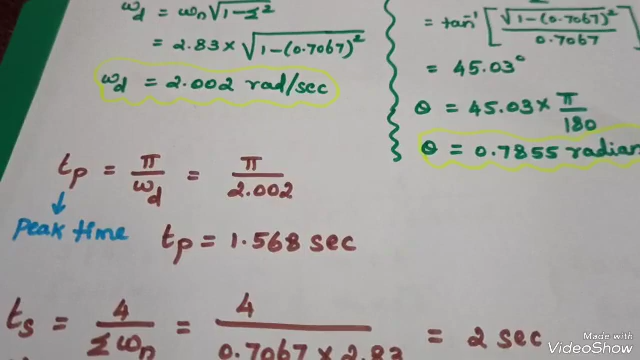 ωd = ωn √1-ξ²
= 2.83 × √1-(0.7067)²
ωd = 2.002 rad/sec
= tan⁻¹ [ √1-(0.7067)² / 0.7067 ]
= 45.03°
θ = 45.03 × π/180
θ = 0.7855 radian
tp = π/ωd = π/2.002
Peak time
tp = 1.568 sec
ts = 4/ξωn = 4/0.7067 × 2.83 = 2 sec
Made with
VideoShow